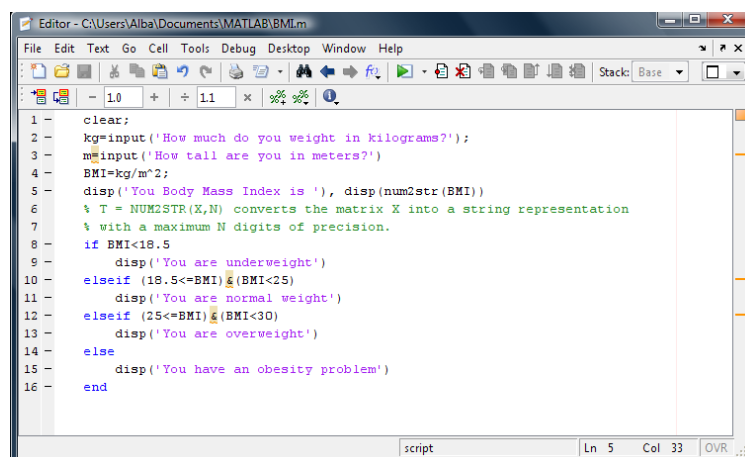 Editor - C:\Users\Alba\Documents\MATLAB\BMI.m
File Edit Text Go Cell Tools Debug Desktop Window Help
Stack: Base
- 1.0 + ÷ 1.1 ×
1 - clear;
2 - kg=input('How much do you weight in kilograms?');
3 - m=input('How tall are you in meters?')
4 - BMI=kg/m^2;
5 - disp('You Body Mass Index is '), disp(num2str(BMI))
6 % T = NUM2STR(X,N) converts the matrix X into a string representation
7 % with a maximum N digits of precision.
8 - if BMI<18.5
9 - disp('You are underweight')
10 - elseif (18.5<=BMI)&(BMI<25)
11 - disp('You are normal weight')
12 - elseif (25<=BMI)&(BMI<30)
13 - disp('You are overweight')
14 - else
15 - disp('You have an obesity problem')
16 - end
script Ln 5 Col 33 OVR